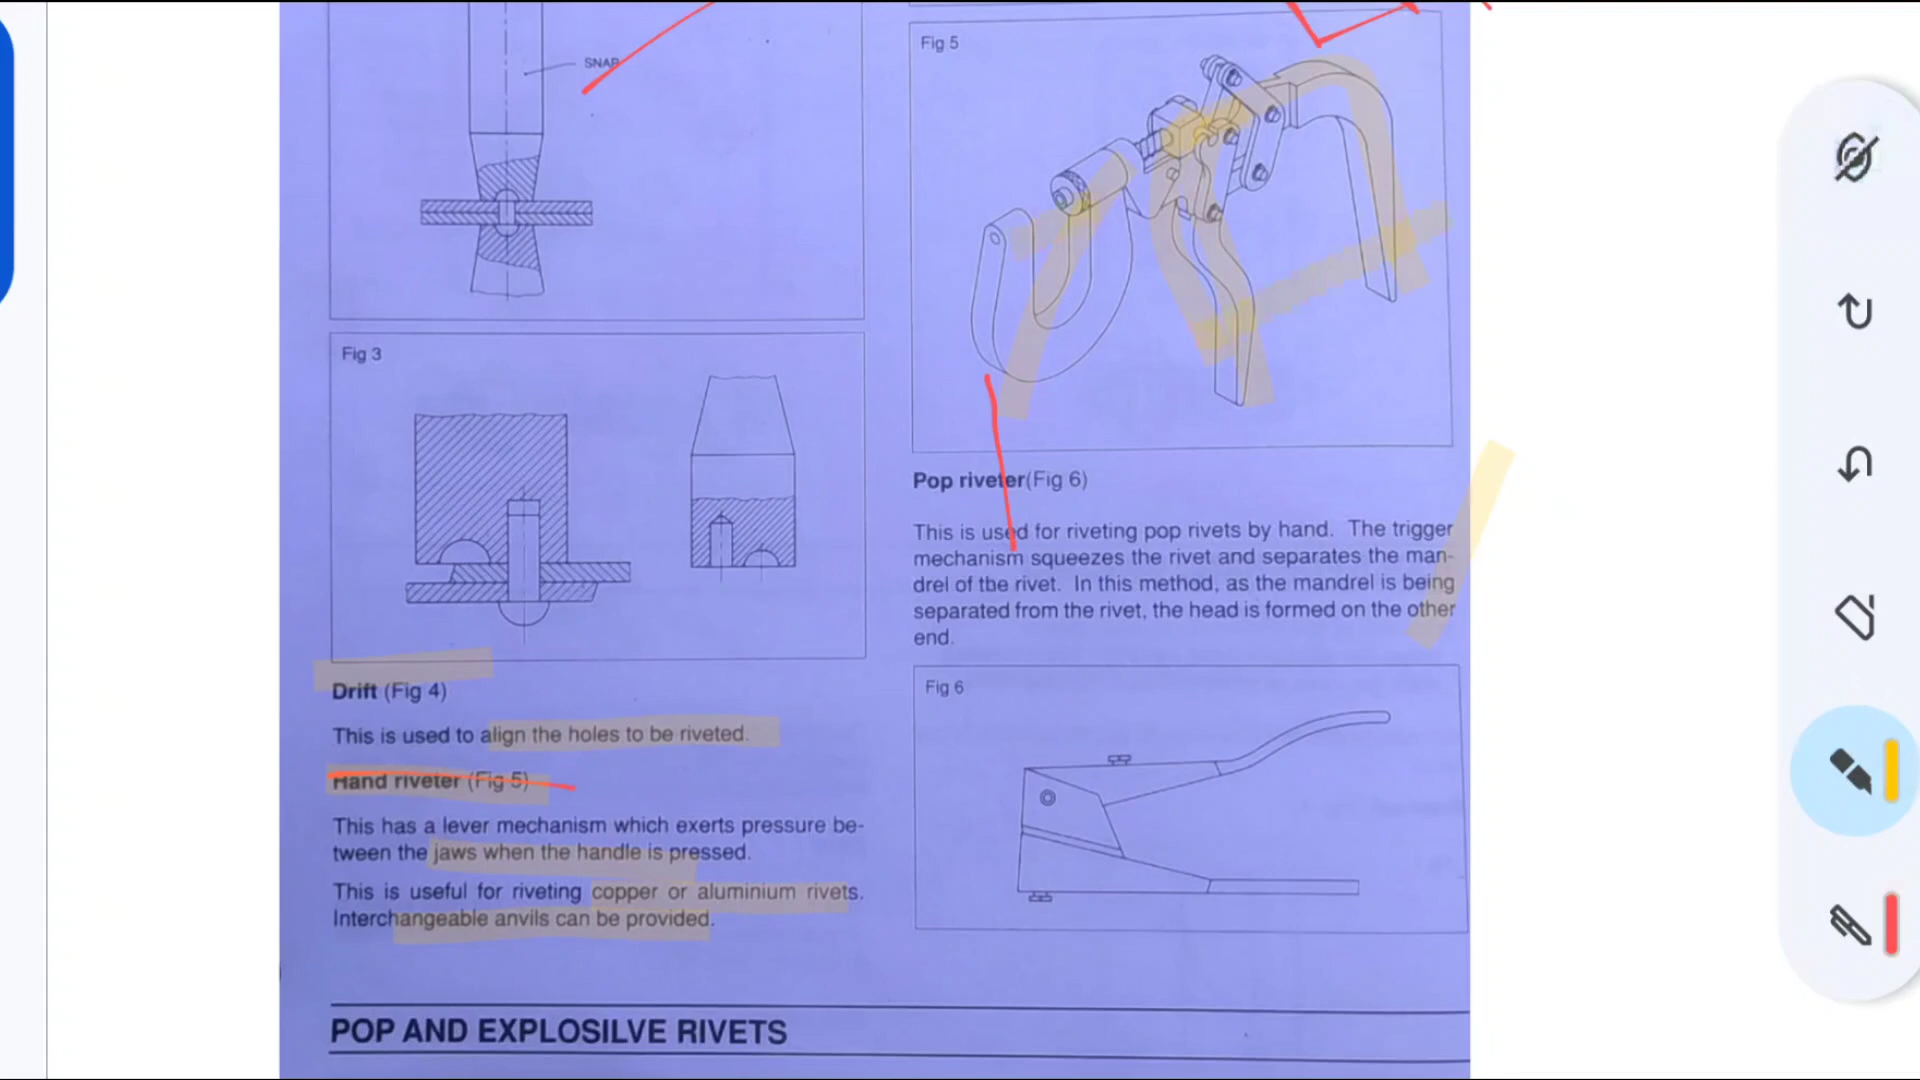 SNAP
Fig 3
Drift (Fig 4)
This is used to align the holes to be riveted.
Hand riveter (Fig 5)
This has a lever mechanism which exerts pressure be-
tween the jaws when the handle is pressed.
This is useful for riveting copper or aluminium rivets.
Interchangeable anvils can be provided.
Fig 5
Pop riveter(Fig 6)
This is used for riveting pop rivets by hand. The trigger
mechanism squeezes the rivet and separates the man-
drel of tbe rivet. In this method, as the mandrel is being
separated from the rivet, the head is formed on the other
end.
Fig 6
POP AND EXPLOSILVE RIVETS